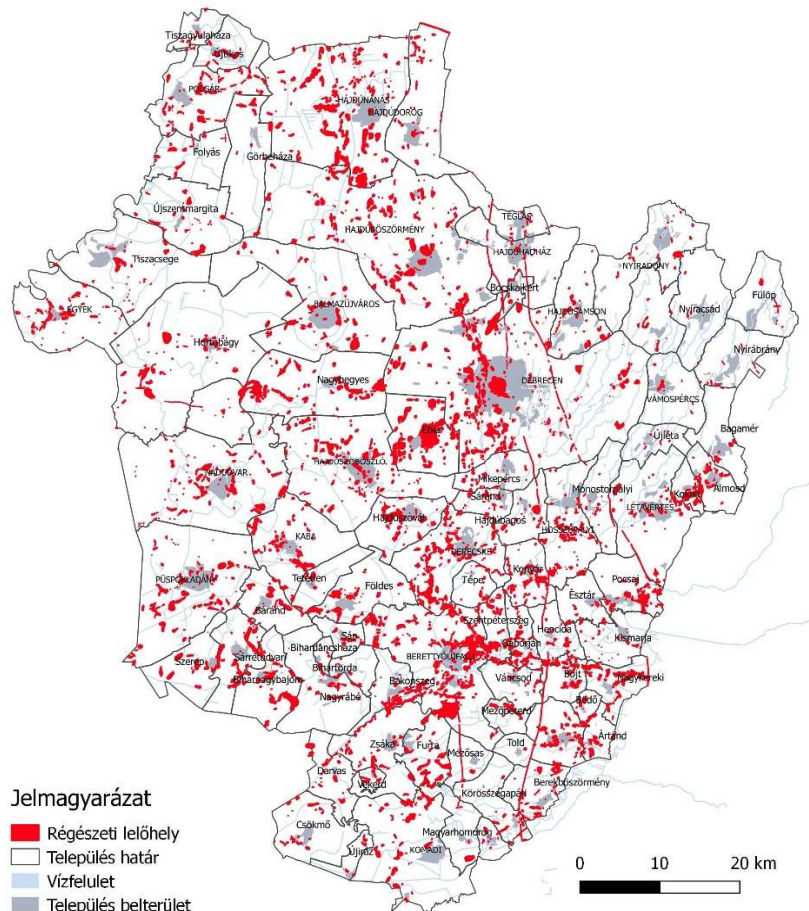 Tiszagyulaháza
Újtikos
POLGÁR
HAJDÚNÁNÁS
HAJDÚDOROG
Folyás
Görbeháza
Újszentmargita
TÉGLÁS
HAJDÚBÖSZÖRMÉNY
HAJDÚHADHÁZ
Tiszacsege
NYÍRADONY
Bocskaikert
Fülöp
BALMAZÚJVÁROS
HAJDÚSÁMSON
Nyíracsád
EGYEK
Hortobágy
Nyírábrány
Nagyhegyes
DEBRECEN
VÁMOSPÉRCS
Ebes
Bagamér
Újléta
HAJDÚSZOBOSZLÓ
NÁDUDVAR
Mikepércs
Monostorpályi
Álmosd
Kokad
Sáránd
LÉTAVÉRTES
Hajdúszovát
Hajdúbagos
HOSSZÚPÁLYI
KABA
DERECSKE
Konyár
PÜSPÖKLADÁNY
Tetétlen
Földes
Tépe
Pocsaj
Esztár
Báránd
Szentpéterszeg
Hencida
Sáp
Kismarja
Gáborján
Sárrétudvari
Bihardancsháza
Szerep
BERETTYÓÚJFALU
Bihartorda
Váncsod
Bojt
Nagykereki
Biharnagybajom
Bakonszeg
Nagyrábé
Bedő
Mezőpeterd
Ártánd
Zsáka
Furta
Told
Mezősas
Darvas
Vekerd
Berekböszörmény
Körösszegapáti
Csökmő
Magyarhomorog
Újiráz
KOMÁDI
Jelmagyarázat
Régészeti lelőhely
Település határ
Vízfelulet
Település belterület
0 10 20 km